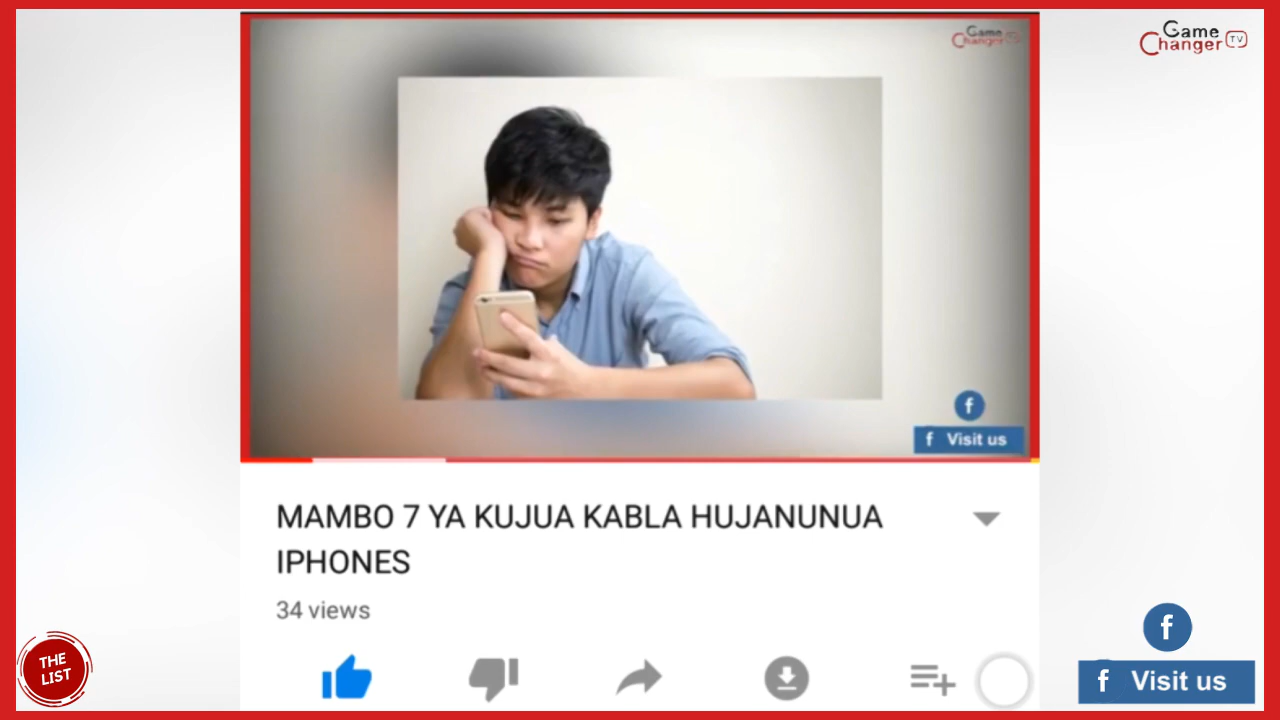 Game
Changer TV
Game
Changer TV
f
f Visit us
MAMBO 7 YA KUJUA KABLA HUJANUNUA
IPHONES
34 views
THE
LIST
f
f Visit us